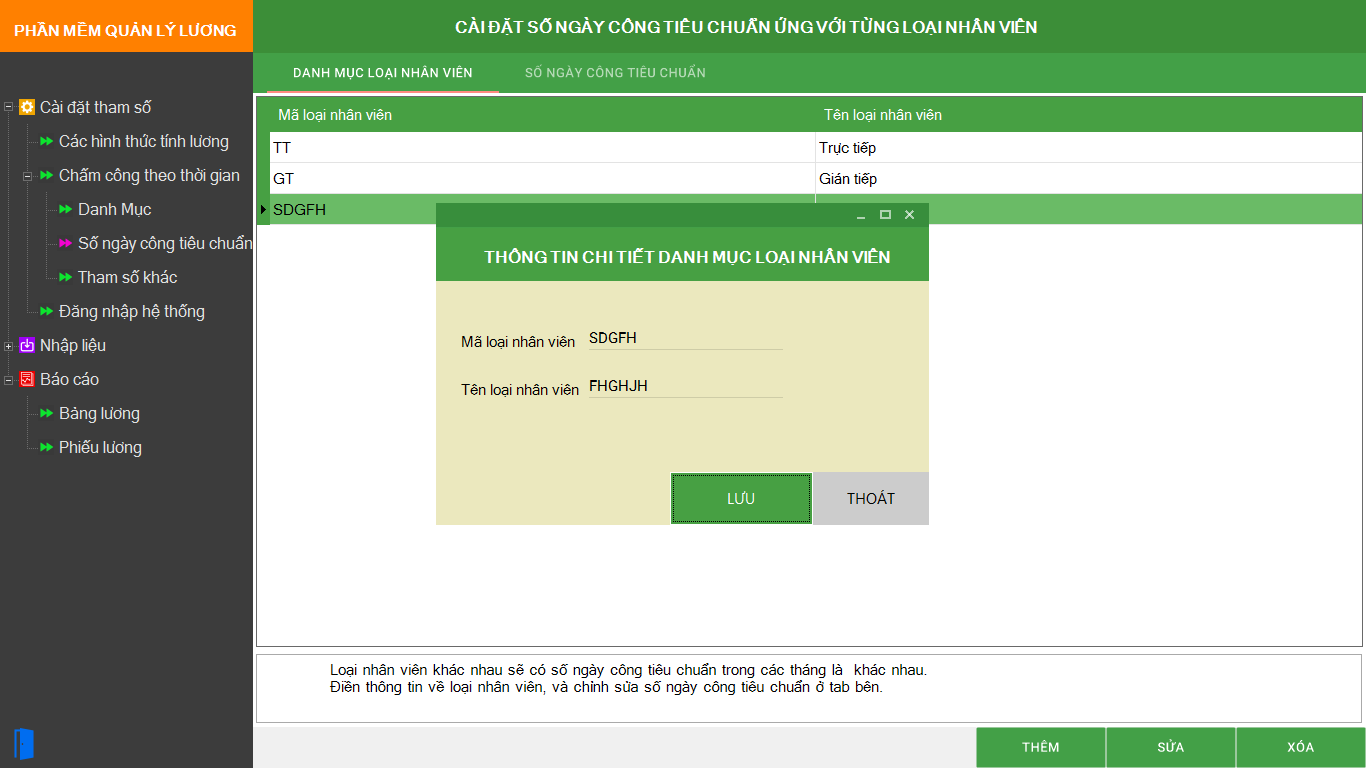 PHẦN MỀM QUẢN LÝ LƯƠNG
CÀI ĐẶT SỐ NGÀY CÔNG TIÊU CHUẨN ỨNG VỚI TỪNG LOẠI NHÂN VIÊN
DANH MỤC LOẠI NHÂN VIÊN
SỐ NGÀY CÔNG TIÊU CHUẨN
Cài đặt tham số
Các hình thức tính lương
Chấm công theo thời gian
Danh Mục
Số ngày công tiêu chuẩn
Tham số khác
Đăng nhập hệ thống
Nhập liệu
Báo cáo
Bảng lương
Phiếu lương
Mã loại nhân viên
Tên loại nhân viên
TT
Trực tiếp
GT
Gián tiếp
SDGFH
THÔNG TIN CHI TIẾT DANH MỤC LOẠI NHÂN VIÊN
Mã loại nhân viên
SDGFH
Tên loại nhân viên
FHGHJH
LƯU
THOÁT
Loại nhân viên khác nhau sẽ có số ngày công tiêu chuẩn trong các tháng là  khác nhau.
Điền thông tin về loại nhân viên, và chỉnh sửa số ngày công tiêu chuẩn ở tab bên.
THÊM
SỬA
XÓA